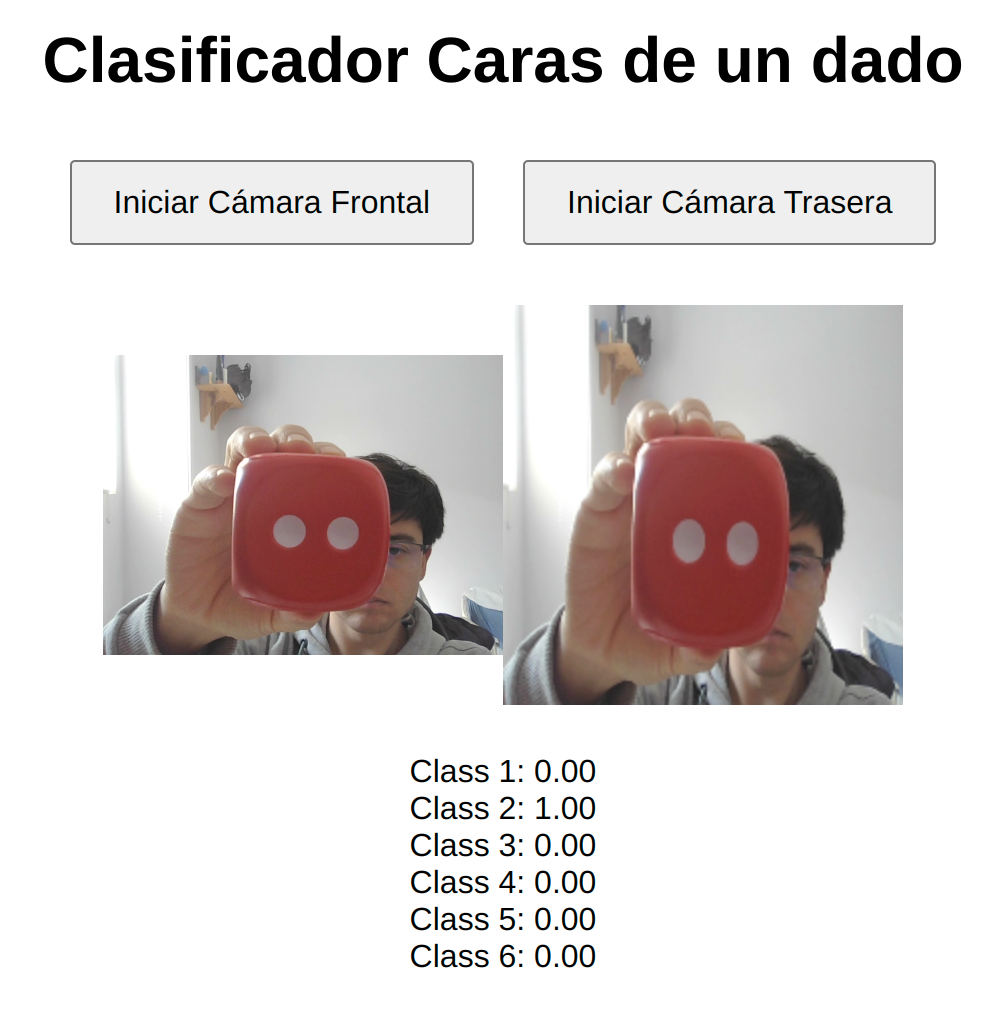 Clasificador Caras de un dado
Iniciar Cámara Frontal
Iniciar Cámara Trasera
Class 1: 0.00
Class 2: 1.00
Class 3: 0.00
Class 4: 0.00
Class 5: 0.00
Class 6: 0.00